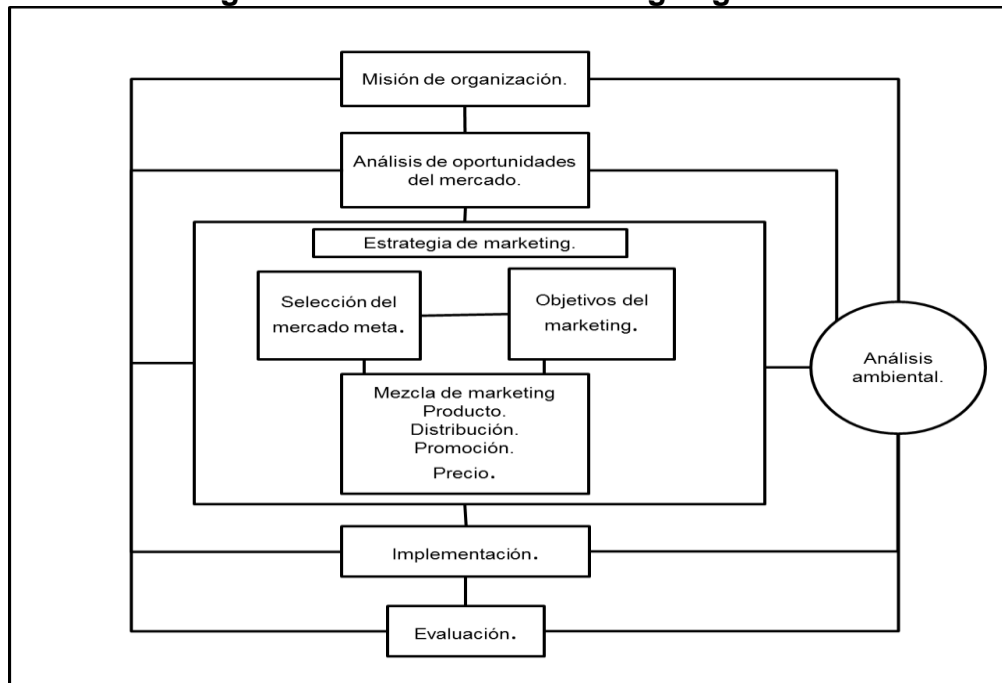 Misión de organización.
Análisis de oportunidades
del mercado.
Estrategia de marketing.
Selección del
mercado meta.
Objetivos del
marketing.
Mezcla de marketing
Producto.
Distribución.
Promoción.
Precio.
Análisis
ambiental.
Implementación.
Evaluación.